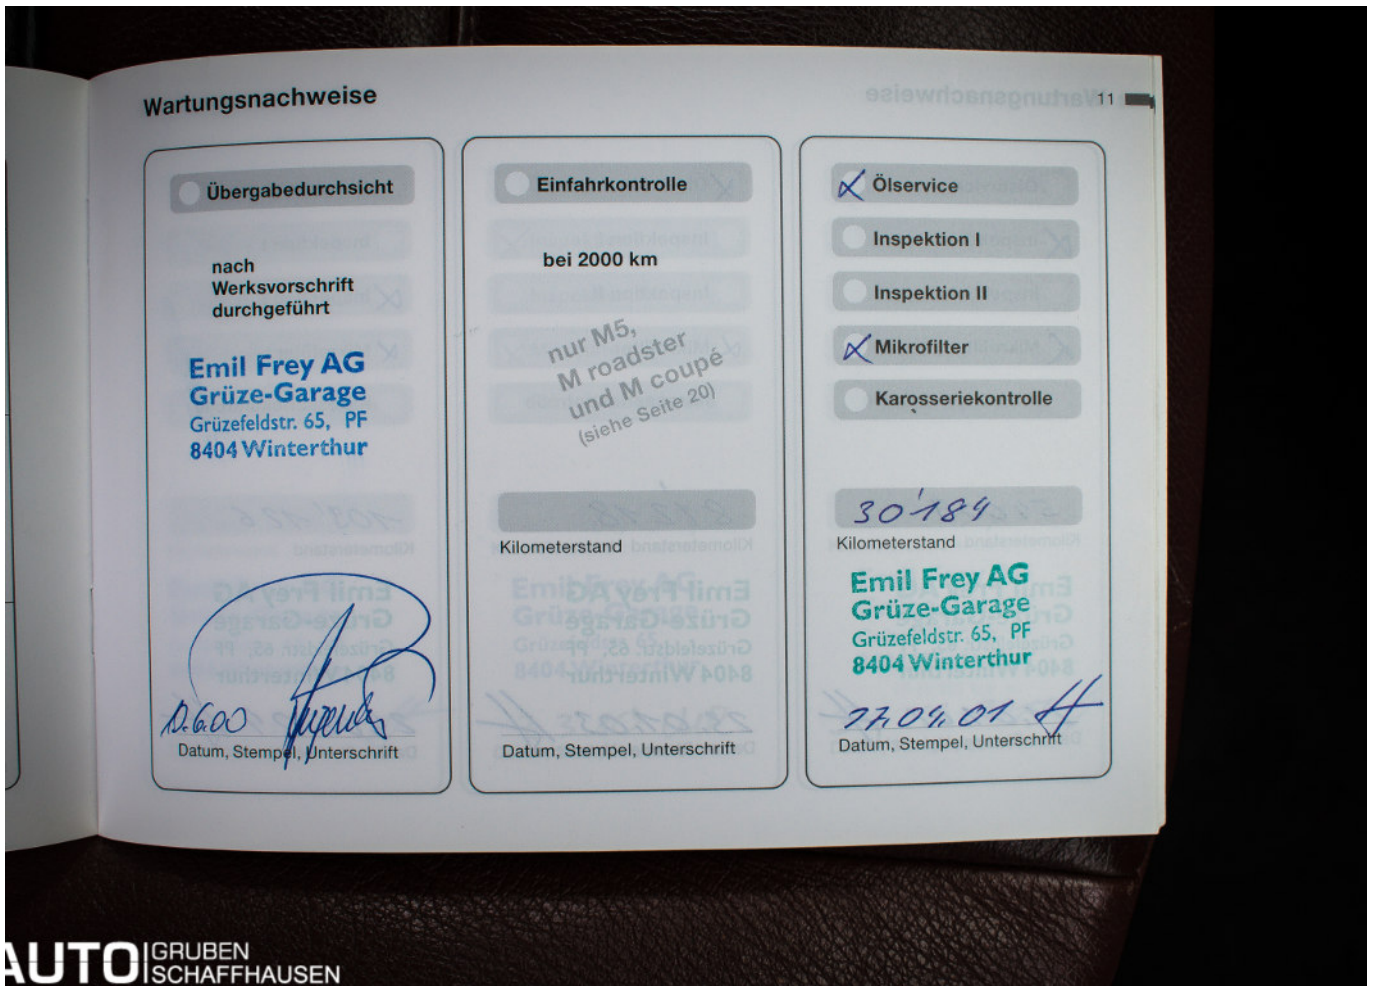 Wartungsnachweise
11
Übergabedurchsicht
nach
Werksvorschrift
durchgeführt
Emil Frey AG
Grüze-Garage
Grüzefeldstr. 65, PF
8404 Winterthur
Datum, Stempel, Unterschrift
Einfahrkontrolle
bei 2000 km
nur M5,
M roadster
und M coupé
(siehe Seite 20)
Kilometerstand
Datum, Stempel, Unterschrift
Ölservice
Inspektion I
Inspektion II
Mikrofilter
Karosseriekontrolle
30'184
Kilometerstand
Emil Frey AG
Grüze-Garage
Grüzefeldstr. 65, PF
8404 Winterthur
17.04.01
Datum, Stempel, Unterschrift
AUTO GRUBEN
SCHAFFHAUSEN